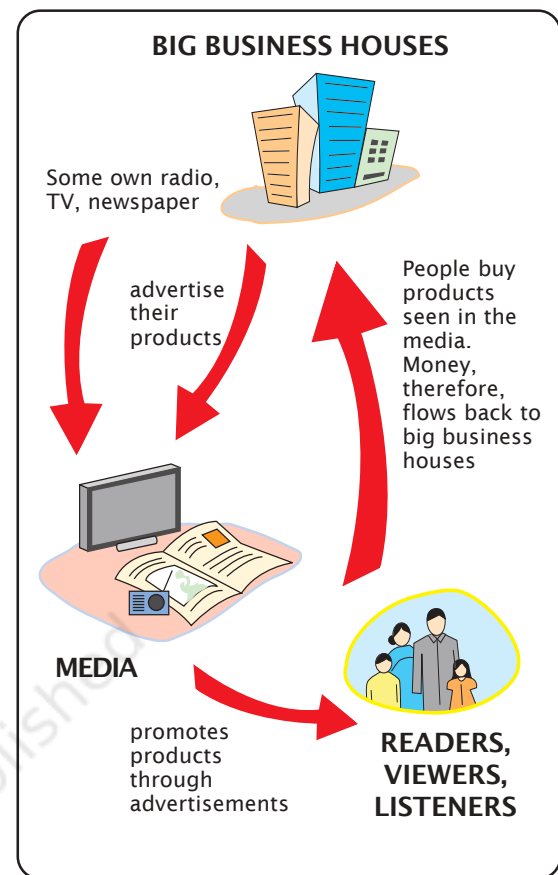 BIG BUSINESS HOUSES
Some own radio,
TV, newspaper
advertise
their
products
People buy
products
seen in the
media.
Money,
therefore,
flows back to
big business
houses
MEDIA
promotes
products
through
advertisements
READERS,
VIEWERS,
LISTENERS